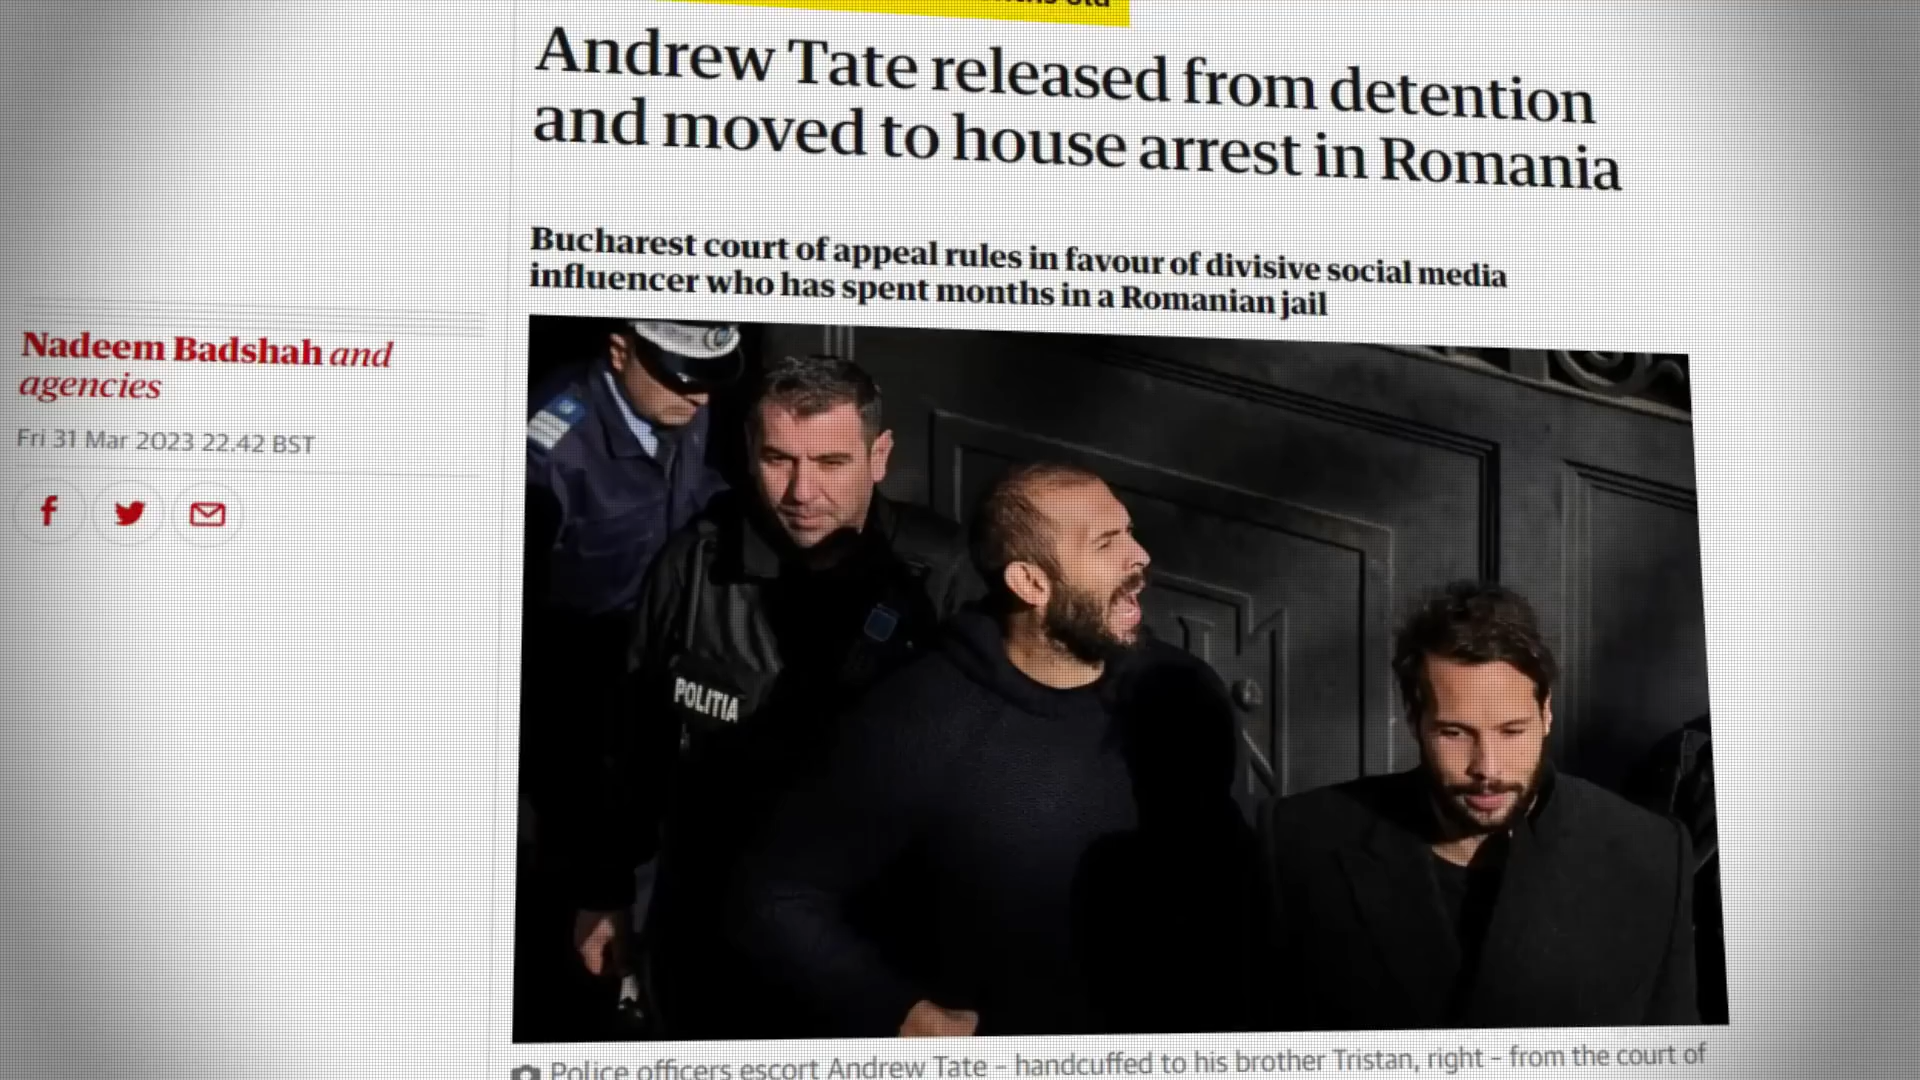 Andrew Tate released from detention
and moved to house arrest in Romania
Bucharest court of appeal rules in favour of divisive social media
influencer who has spent months in a Romanian jail
Nadeem Badshah and
agencies
Fri 31 Mar 2023 22.42 BST
POLITIA
Police officers escort Andrew Tate – handcuffed to his brother Tristan, right – from the court of